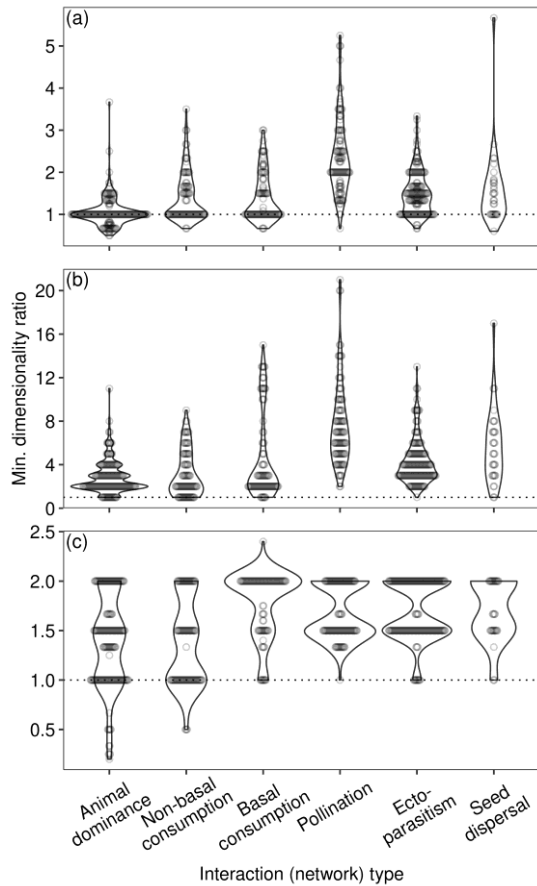 (a)
5
4
3
2
1
(b)
20
16
12
8
4
0
Min. dimensionality ratio
(c)
2.5
2.0
1.5
1.0
0.5
Animal
dominance
Non-basal
consumption
Basal
consumption
Pollination
Ecto-
parasitism
Seed
dispersal
Interaction (network) type